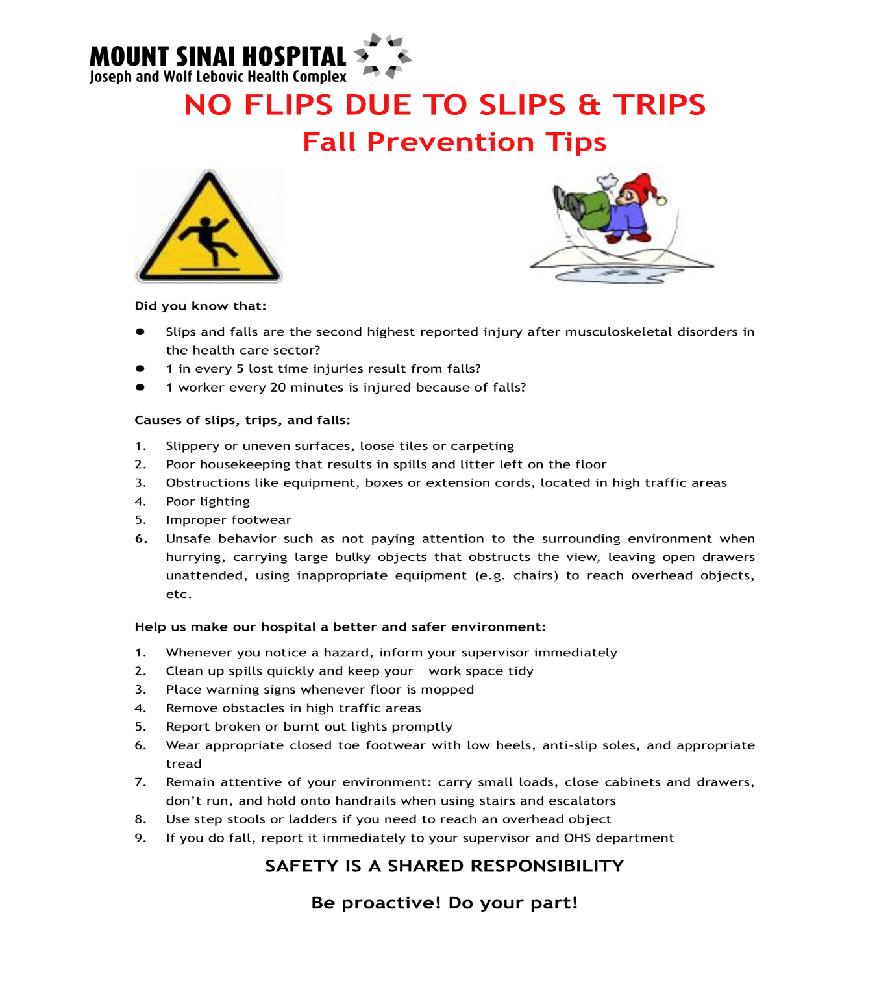 MOUNT SINAI HOSPITAL
Joseph and Wolf Lebovic Health Complex
NO FLIPS DUE TO SLIPS & TRIPS
Fall Prevention Tips
Did you know that:
● Slips and falls are the second highest reported injury after musculoskeletal disorders in
the health care sector?
● 1 in every 5 lost time injuries result from falls?
● 1 worker every 20 minutes is injured because of falls?
Causes of slips, trips, and falls:
1. Slippery or uneven surfaces, loose tiles or carpeting
2. Poor housekeeping that results in spills and litter left on the floor
3. Obstructions like equipment, boxes or extension cords, located in high traffic areas
4. Poor lighting
5. Improper footwear
6. Unsafe behavior such as not paying attention to the surrounding environment when
hurrying, carrying large bulky objects that obstructs the view, leaving open drawers
unattended, using inappropriate equipment (e.g. chairs) to reach overhead objects,
etc.
Help us make our hospital a better and safer environment:
1. Whenever you notice a hazard, inform your supervisor immediately
2. Clean up spills quickly and keep your work space tidy
3. Place warning signs whenever floor is mopped
4. Remove obstacles in high traffic areas
5. Report broken or burnt out lights promptly
6. Wear appropriate closed toe footwear with low heels, anti-slip soles, and appropriate
tread
7. Remain attentive of your environment: carry small loads, close cabinets and drawers,
don’t run, and hold onto handrails when using stairs and escalators
8. Use step stools or ladders if you need to reach an overhead object
9. If you do fall, report it immediately to your supervisor and OHS department
SAFETY IS A SHARED RESPONSIBILITY
Be proactive! Do your part!